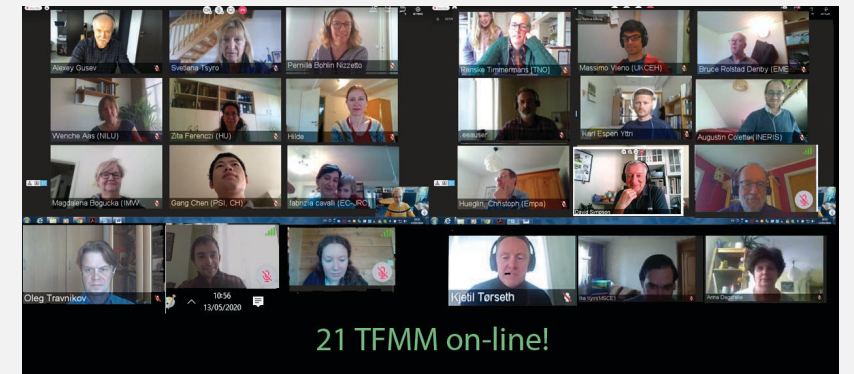 Alexey Gusev
Svetlana Tsyro
Pernilla Bohlin Nizzetto
Renske Timmermans [TNO]
Massimo Vieno (UKCEH)
Bruce Rolstad Denby (EME
Wenche Aas (NILU)
Zita Ferenczi (HU)
Hilde
Karl Espen Yttri
Augustin Colette (INERIS)
Magdalena Bogucka (IMW
Gang Chen (PSI, CH)
fabrizia cavalli (EC-JRC)
Hueglin, Christoph (Empa)
David Simpson
Oleg Travnikov
10:56
13/05/2020
Kjetil Tørseth
21 TFMM on-line!